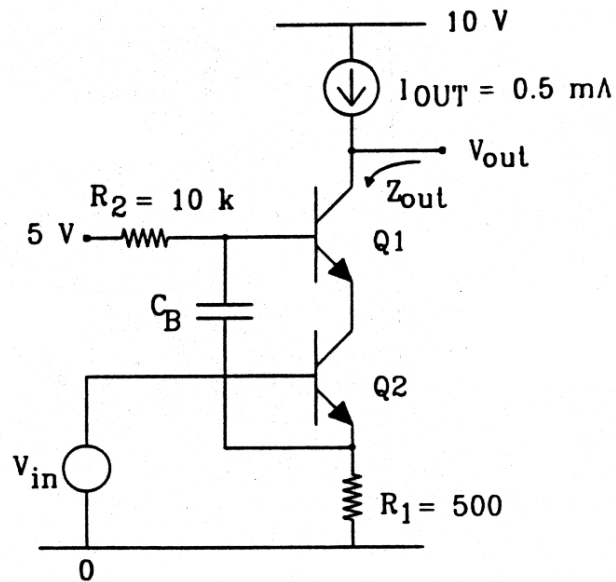 10 V
I_OUT = 0.5 mA
V_out
Z_out
R_2 = 10 k
5 V
Q1
C_B
Q2
V_in
R_1 = 500
0